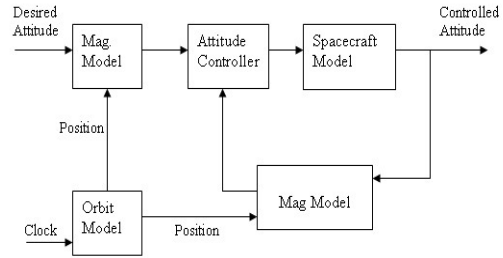 Desired
Attitude
Mag.
Model
Attitude
Controller
Spacecraft
Model
Controlled
Attitude
Position
Orbit
Model
Clock
Position
Mag Model